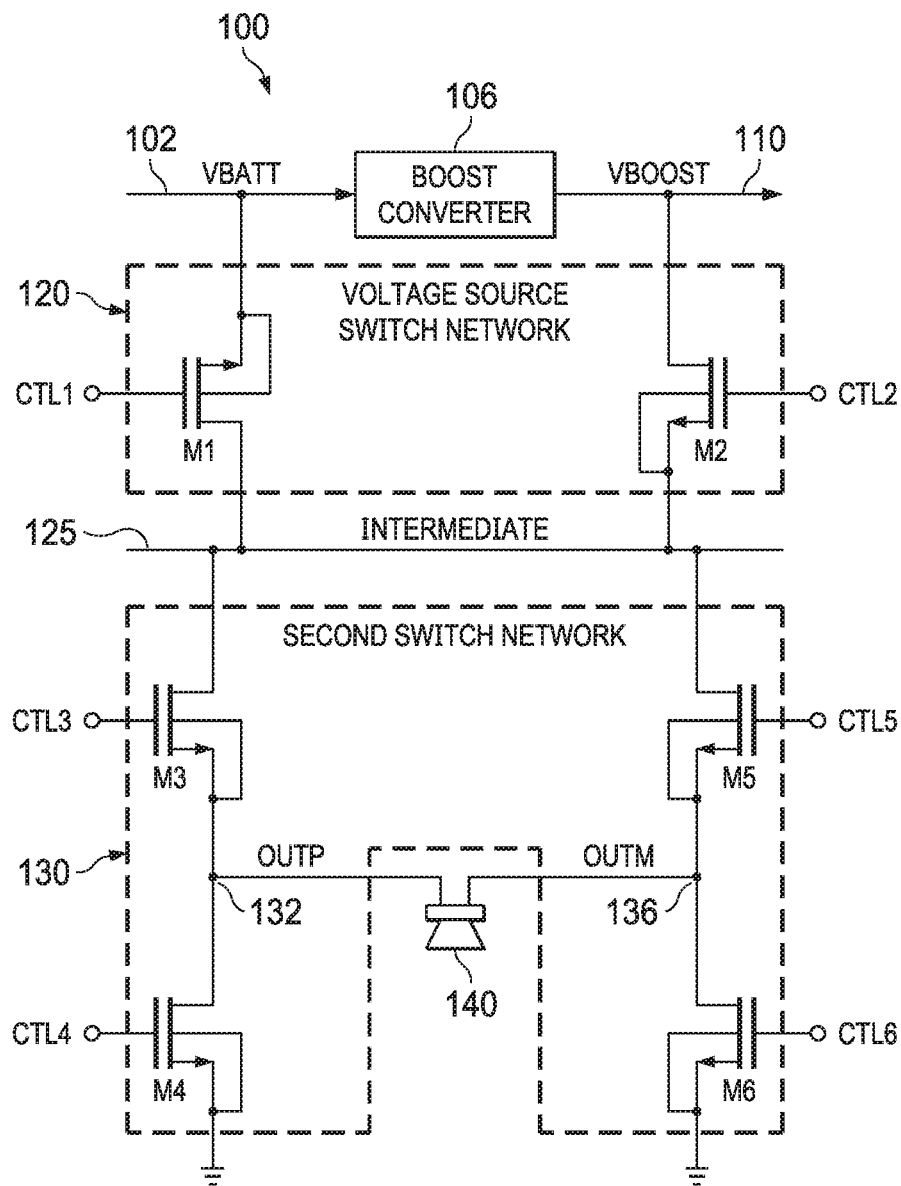 100
106
102
VBATT
BOOST
CONVERTER
VBOOST
110
120
VOLTAGE SOURCE
SWITCH NETWORK
CTL1
M1
CTL2
M2
125
INTERMEDIATE
SECOND SWITCH NETWORK
CTL3
M3
CTL5
M5
130
OUTP
OUTM
132
136
140
CTL4
M4
CTL6
M6